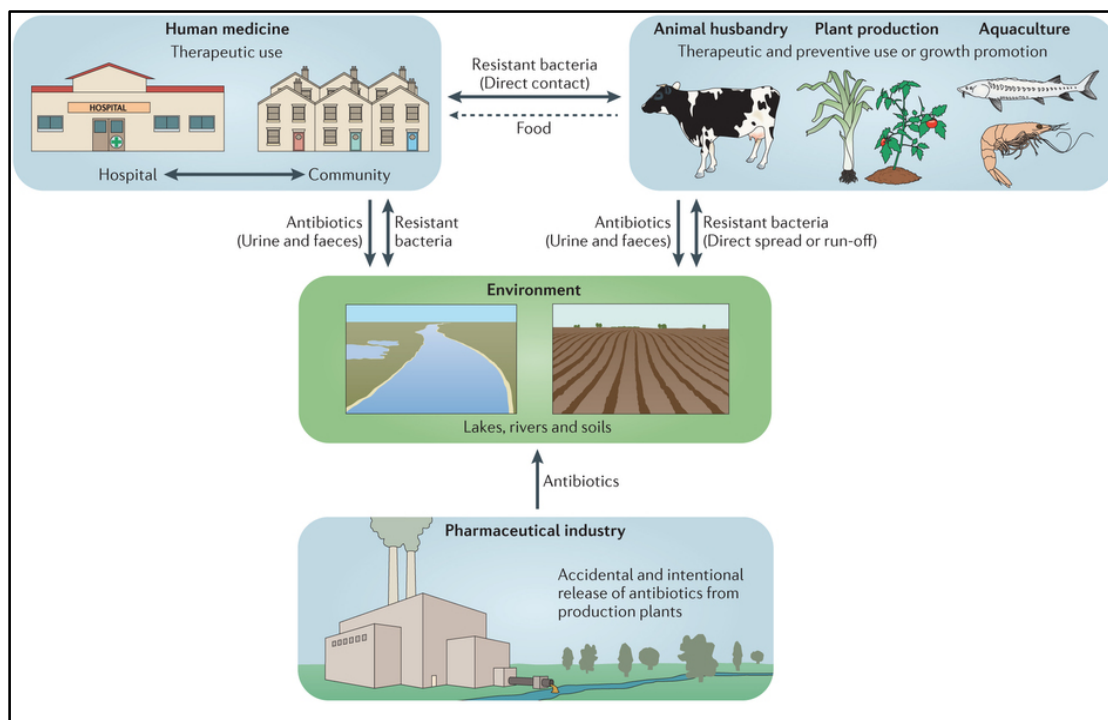 Human medicine
Therapeutic use
HOSPITAL
Hospital
Community
Resistant bacteria
(Direct contact)
Food
Animal husbandry
Plant production
Aquaculture
Therapeutic and preventive use or growth promotion
Antibiotics
(Urine and faeces)
Resistant
bacteria
Antibiotics
(Urine and faeces)
Resistant bacteria
(Direct spread or run-off)
Environment
Lakes, rivers and soils
Antibiotics
Pharmaceutical industry
Accidental and intentional
release of antibiotics from
production plants